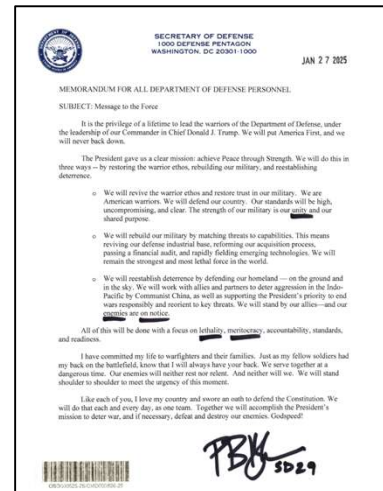 SECRETARY OF DEFENSE
1000 DEFENSE PENTAGON
WASHINGTON, DC 20301-1000
JAN 27 2025
MEMORANDUM FOR ALL DEPARTMENT OF DEFENSE PERSONNEL
SUBJECT: Message to the Force
It is the privilege of a lifetime to lead the warriors of the Department of Defense, under
the leadership of our Commander in Chief Donald J. Trump. We will put America First, and we
will never back down.
The President gave us a clear mission: achieve Peace through Strength. We will do this in
three ways -- by restoring the warrior ethos, rebuilding our military, and reestablishing
deterrence.
o We will revive the warrior ethos and restore trust in our military. We are
American warriors. We will defend our country. Our standards will be high,
uncompromising, and clear. The strength of our military is our unity and our
shared purpose.
o We will rebuild our military by matching threats to capabilities. This means
reviving our defense industrial base, reforming our acquisition process,
passing a financial audit, and rapidly fielding emerging technologies. We will
remain the strongest and most lethal force in the world.
o We will reestablish deterrence by defending our homeland — on the ground and
in the sky. We will work with allies and partners to deter aggression in the Indo-
Pacific by Communist China, as well as supporting the President's priority to end
wars responsibly and reorient to key threats. We will stand by our allies—and our
enemies are on notice.
All of this will be done with a focus on lethality, meritocracy, accountability, standards,
and readiness.
I have committed my life to warfighters and their families. Just as my fellow soldiers had
my back on the battlefield, know that I will always have your back. We serve together at a
dangerous time. Our enemies will neither rest nor relent. And neither will we. We will stand
shoulder to shoulder to meet the urgency of this moment.
Like each of you, I love my country and swore an oath to defend the Constitution. We
will do that each and every day, as one team. Together we will accomplish the President's
mission to deter war, and if necessary, defeat and destroy our enemies. Godspeed!
SD29